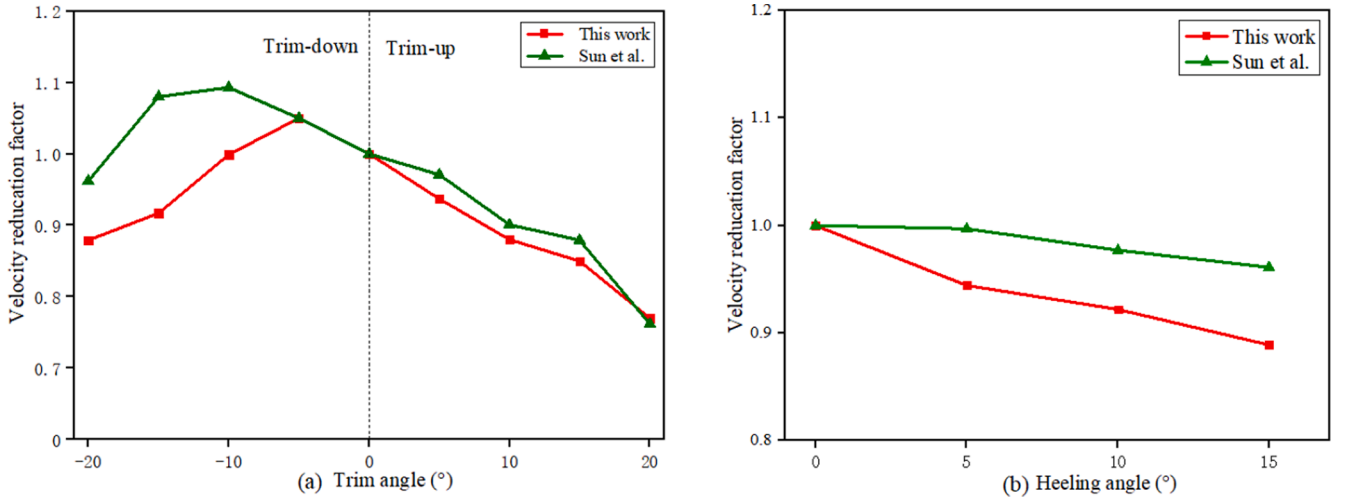 1.2
1.1
1.0
0.9
0.8
0.7
0
Velocity reducation factor
Trim-down
Trim-up
This work
Sun et al.
-20
-10
0
10
20
(a) Trim angle (°)
1.2
1.1
1.0
0.9
0.8
Velocity reducation factor
This work
Sun et al.
0
5
10
15
(b) Heeling angle (°)